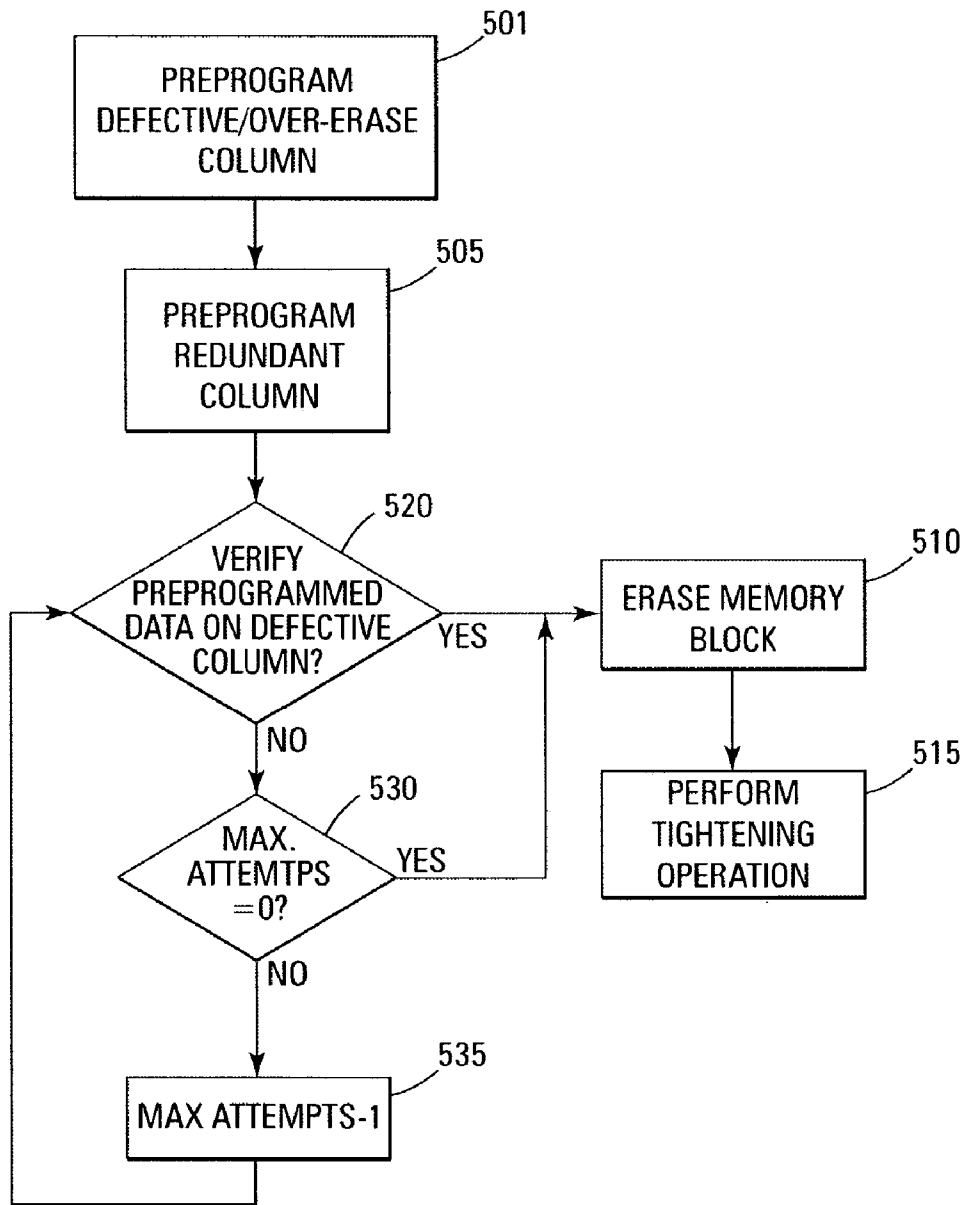 501
PREPROGRAM
DEFECTIVE/OVER-ERASE
COLUMN
505
PREPROGRAM
REDUNDANT
COLUMN
520
VERIFY
PREPROGRAMMED
DATA ON DEFECTIVE
COLUMN?
YES
NO
510
ERASE MEMORY
BLOCK
515
PERFORM
TIGHTENING
OPERATION
530
MAX.
ATTEMTPS
=0?
YES
NO
535
MAX ATTEMPTS-1